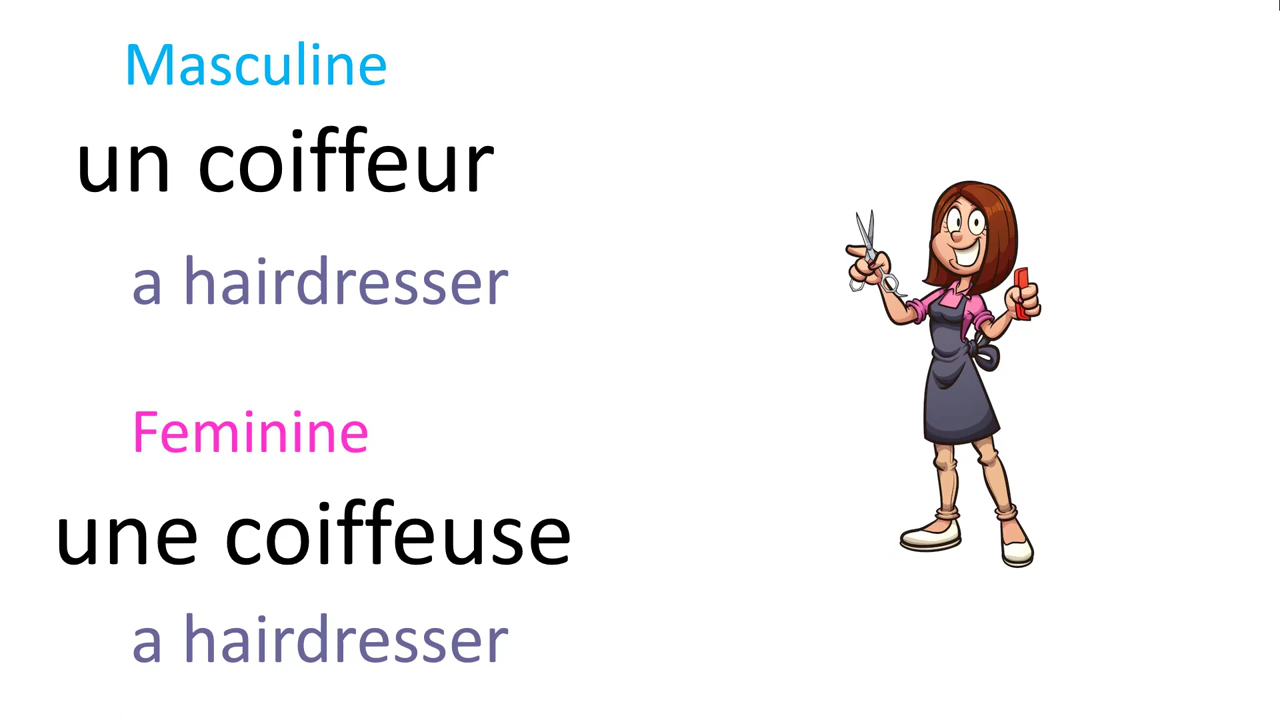 Masculine
un coiffeur
a hairdresser
Feminine
une coiffeuse
a hairdresser